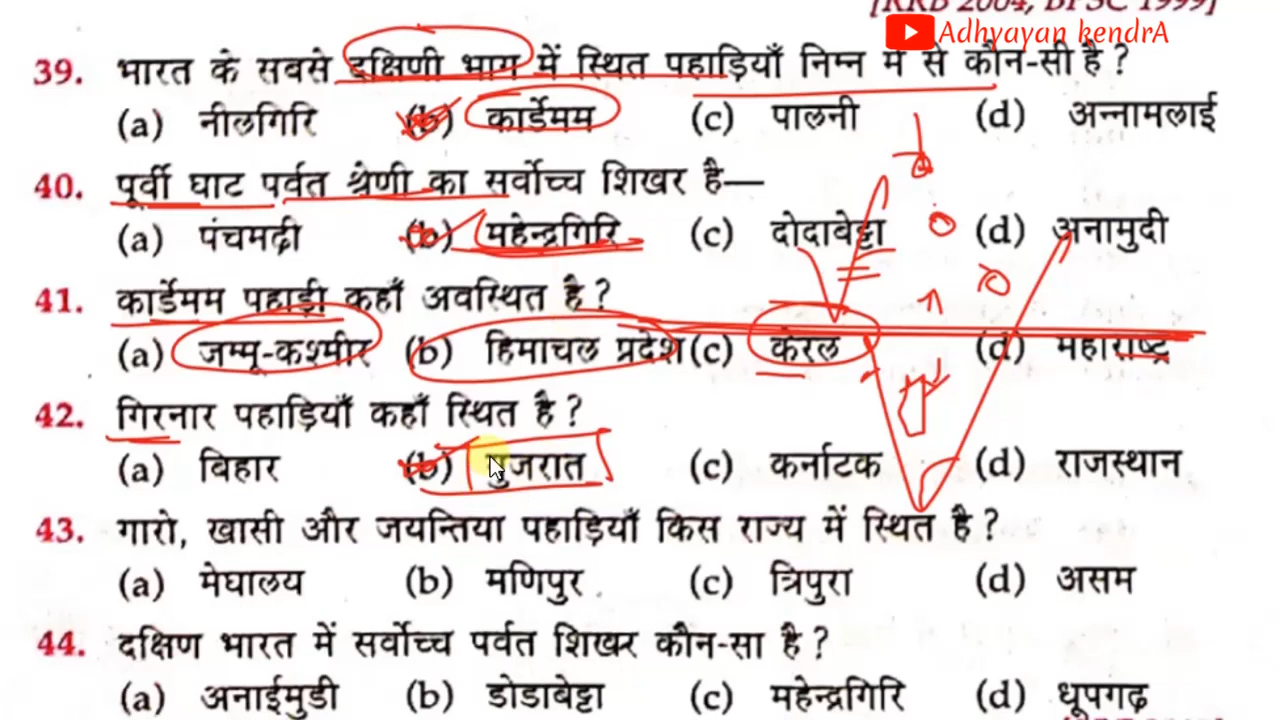 [RRB 2004, BPSC 1999]
Adhyayan kendrA
39. भारत के सबसे दक्षिणी भाग में स्थित पहाड़ियाँ निम्न में से कौन-सी है ?
(a) नीलगिरि (b) कार्डेमम (c) पालनी (d) अन्नामलाई
40. पूर्वी घाट पर्वत श्रेणी का सर्वोच्च शिखर है—
(a) पंचमढ़ी (b) महेन्द्रगिरि (c) दोदाबेट्टा (d) अनामुदी
41. कार्डेमम पहाड़ी कहाँ अवस्थित है ?
(a) जम्मू-कश्मीर (b) हिमाचल प्रदेश (c) केरल (d) महाराष्ट्र
42. गिरनार पहाड़ियाँ कहाँ स्थित है ?
(a) बिहार (b) गुजरात (c) कर्नाटक (d) राजस्थान
43. गारो, खासी और जयन्तिया पहाड़ियाँ किस राज्य में स्थित है ?
(a) मेघालय (b) मणिपुर (c) त्रिपुरा (d) असम
44. दक्षिण भारत में सर्वोच्च पर्वत शिखर कौन-सा है ?
(a) अनाईमुडी (b) डोडाबेट्टा (c) महेन्द्रगिरि (d) धूपगढ़